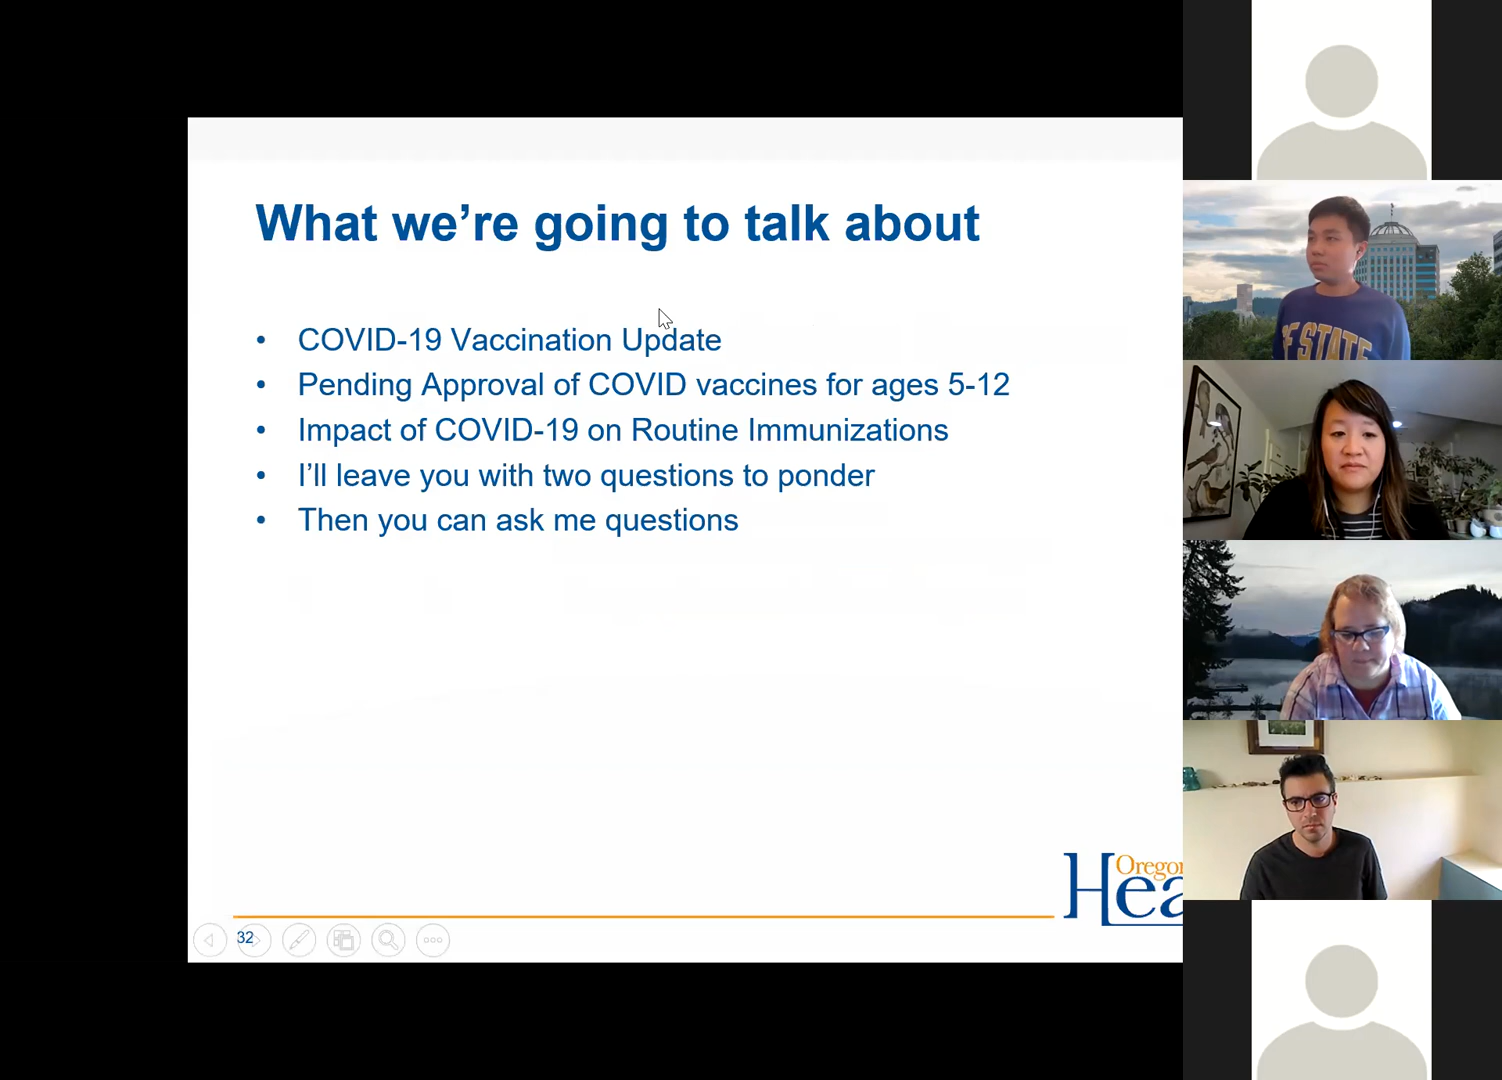 What we’re going to talk about
• COVID-19 Vaccination Update
• Pending Approval of COVID vaccines for ages 5-12
• Impact of COVID-19 on Routine Immunizations
• I’ll leave you with two questions to ponder
• Then you can ask me questions
32
STATE